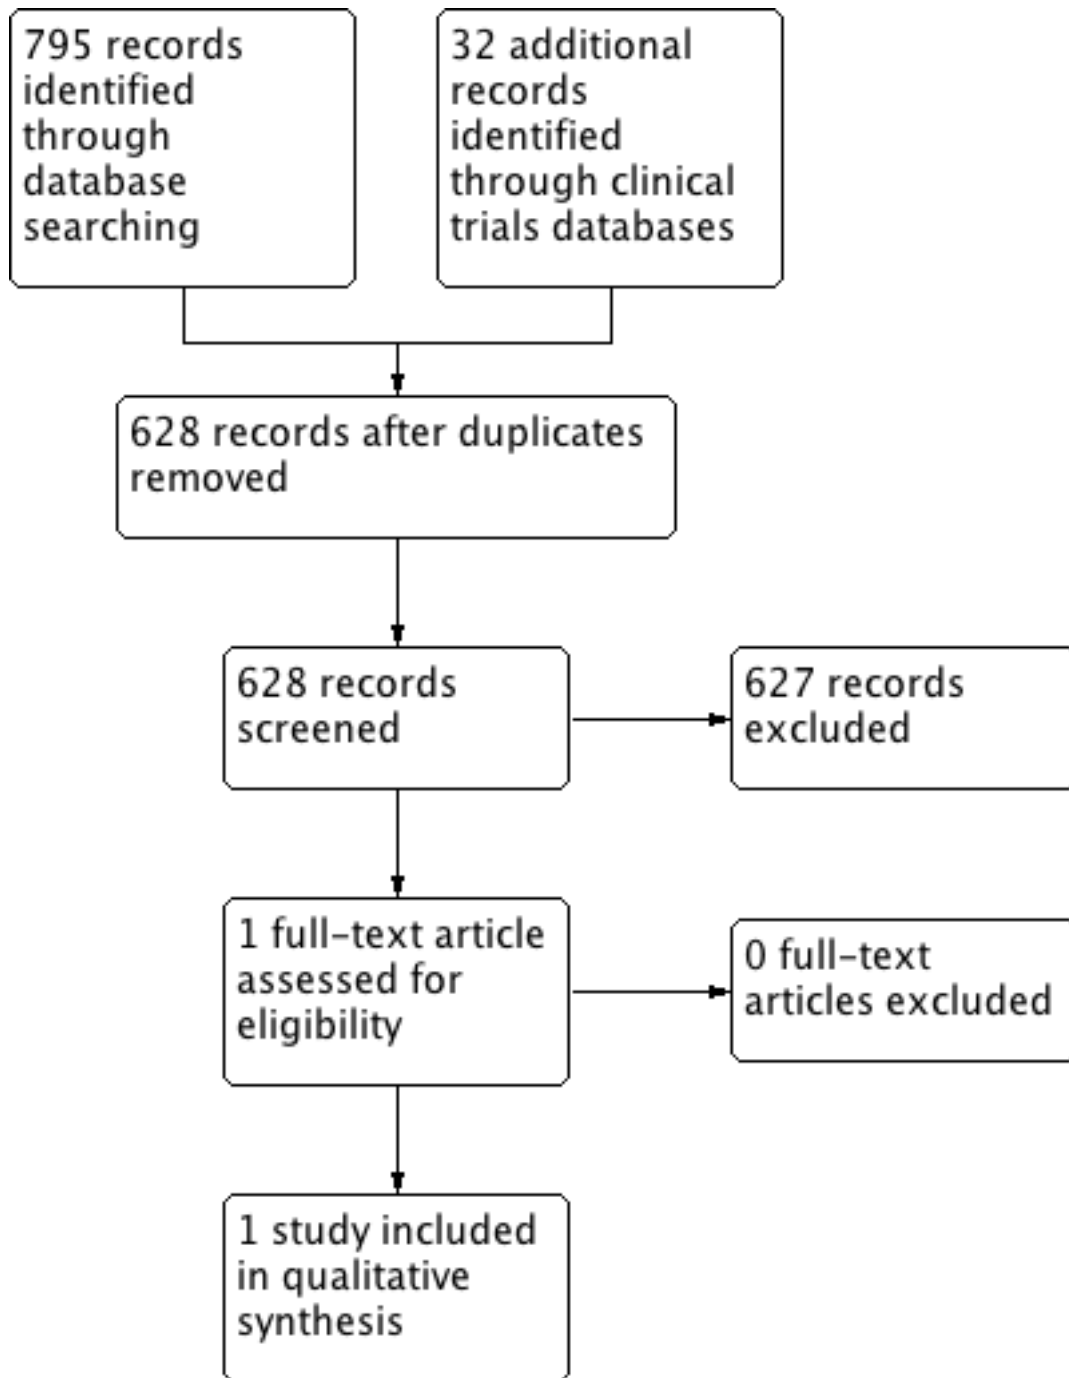 795 records
identified
through
database
searching
32 additional
records
identified
through clinical
trials databases
628 records after duplicates
removed
628 records
screened
627 records
excluded
1 full-text article
assessed for
eligibility
0 full-text
articles excluded
1 study included
in qualitative
synthesis